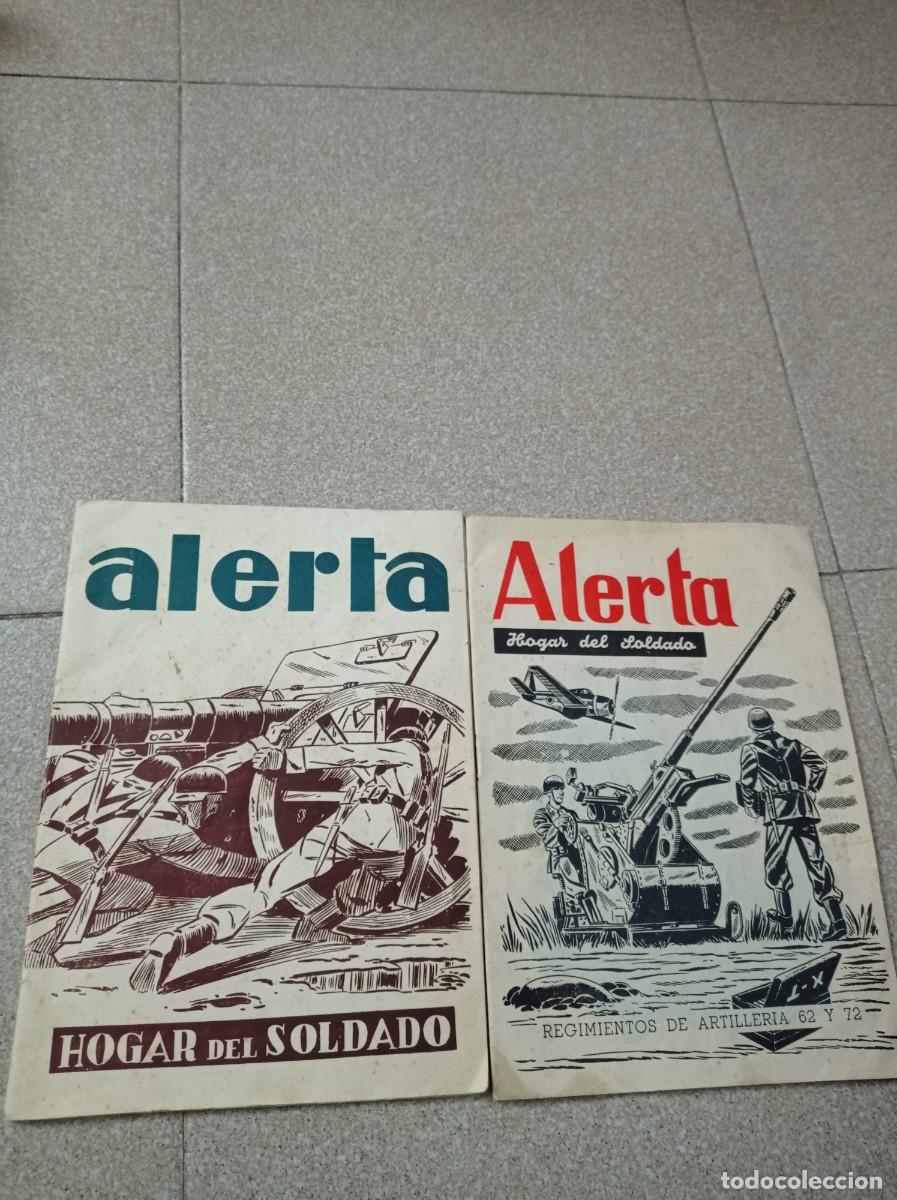 alerta
HOGAR DEL SOLDADO
Alerta
Hogar del Soldado
X-T
REGIMIENTOS DE ARTILLERIA 62 Y 72
todocoleccion